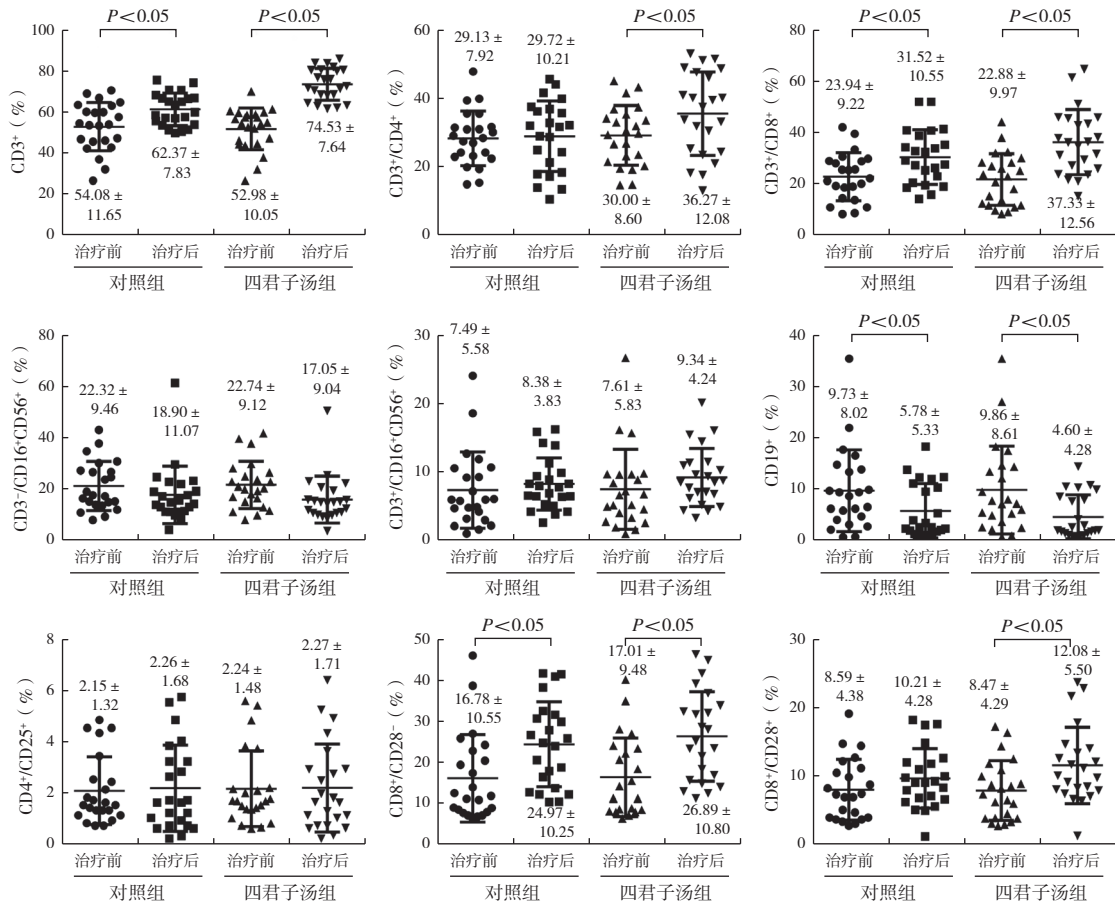 P<0.05
P<0.05
CD3⁺（%）
100
80
60
40
20
0
54.08 ±
11.65
62.37 ±
7.83
52.98 ±
10.05
74.53 ±
7.64
治疗前
治疗后
治疗前
治疗后
对照组
四君子汤组
P<0.05
CD3⁺/CD4⁺（%）
60
40
20
0
29.13 ±
7.92
29.72 ±
10.21
30.00 ±
8.60
36.27 ±
12.08
治疗前
治疗后
治疗前
治疗后
对照组
四君子汤组
P<0.05
P<0.05
CD3⁺/CD8⁺（%）
80
60
40
20
0
23.94 ±
9.22
31.52 ±
10.55
22.88 ±
9.97
37.33 ±
12.56
治疗前
治疗后
治疗前
治疗后
对照组
四君子汤组
CD3⁻/CD16⁺CD56⁺（%）
80
60
40
20
0
22.32 ±
9.46
18.90 ±
11.07
22.74 ±
9.12
17.05 ±
9.04
治疗前
治疗后
治疗前
治疗后
对照组
四君子汤组
CD3⁺/CD16⁺CD56⁺（%）
30
20
10
0
7.49 ±
5.58
8.38 ±
3.83
7.61 ±
5.83
9.34 ±
4.24
治疗前
治疗后
治疗前
治疗后
对照组
四君子汤组
P<0.05
P<0.05
CD19⁺（%）
40
30
20
10
0
9.73 ±
8.02
5.78 ±
5.33
9.86 ±
8.61
4.60 ±
4.28
治疗前
治疗后
治疗前
治疗后
对照组
四君子汤组
CD4⁺/CD25⁺（%）
8
6
4
2
0
2.15 ±
1.32
2.26 ±
1.68
2.24 ±
1.48
2.27 ±
1.71
治疗前
治疗后
治疗前
治疗后
对照组
四君子汤组
P<0.05
P<0.05
CD8⁺/CD28⁻（%）
50
40
30
20
10
0
16.78 ±
10.55
24.97 ±
10.25
17.01 ±
9.48
26.89 ±
10.80
治疗前
治疗后
治疗前
治疗后
对照组
四君子汤组
P<0.05
CD8⁺/CD28⁺（%）
30
20
10
0
8.59 ±
4.38
10.21 ±
4.28
8.47 ±
4.29
12.08 ±
5.50
治疗前
治疗后
治疗前
治疗后
对照组
四君子汤组